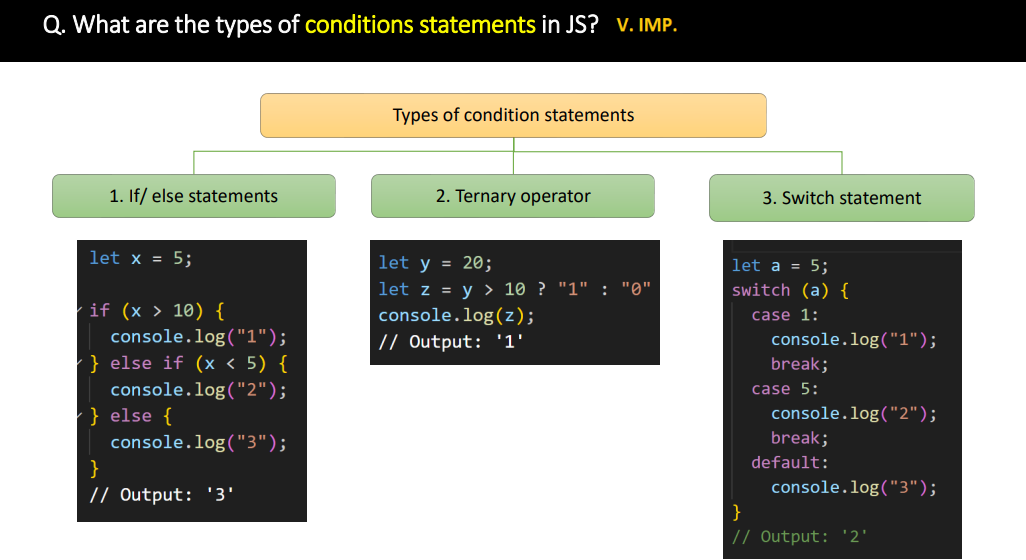 Q. What are the types of conditions statements in JS? V. IMP.
Types of condition statements
1. If/ else statements
let x = 5;
if (x > 10) {
console.log("1");
} else if (x < 5) {
console.log("2");
} else {
console.log("3");
}
// Output: '3'
2. Ternary operator
let y = 20;
let z = y > 10 ? "1" : "0"
console.log(z);
// Output: '1'
3. Switch statement
let a = 5;
switch (a) {
case 1:
console.log("1");
break;
case 5:
console.log("2");
break;
default:
console.log("3");
}
// Output: '2'